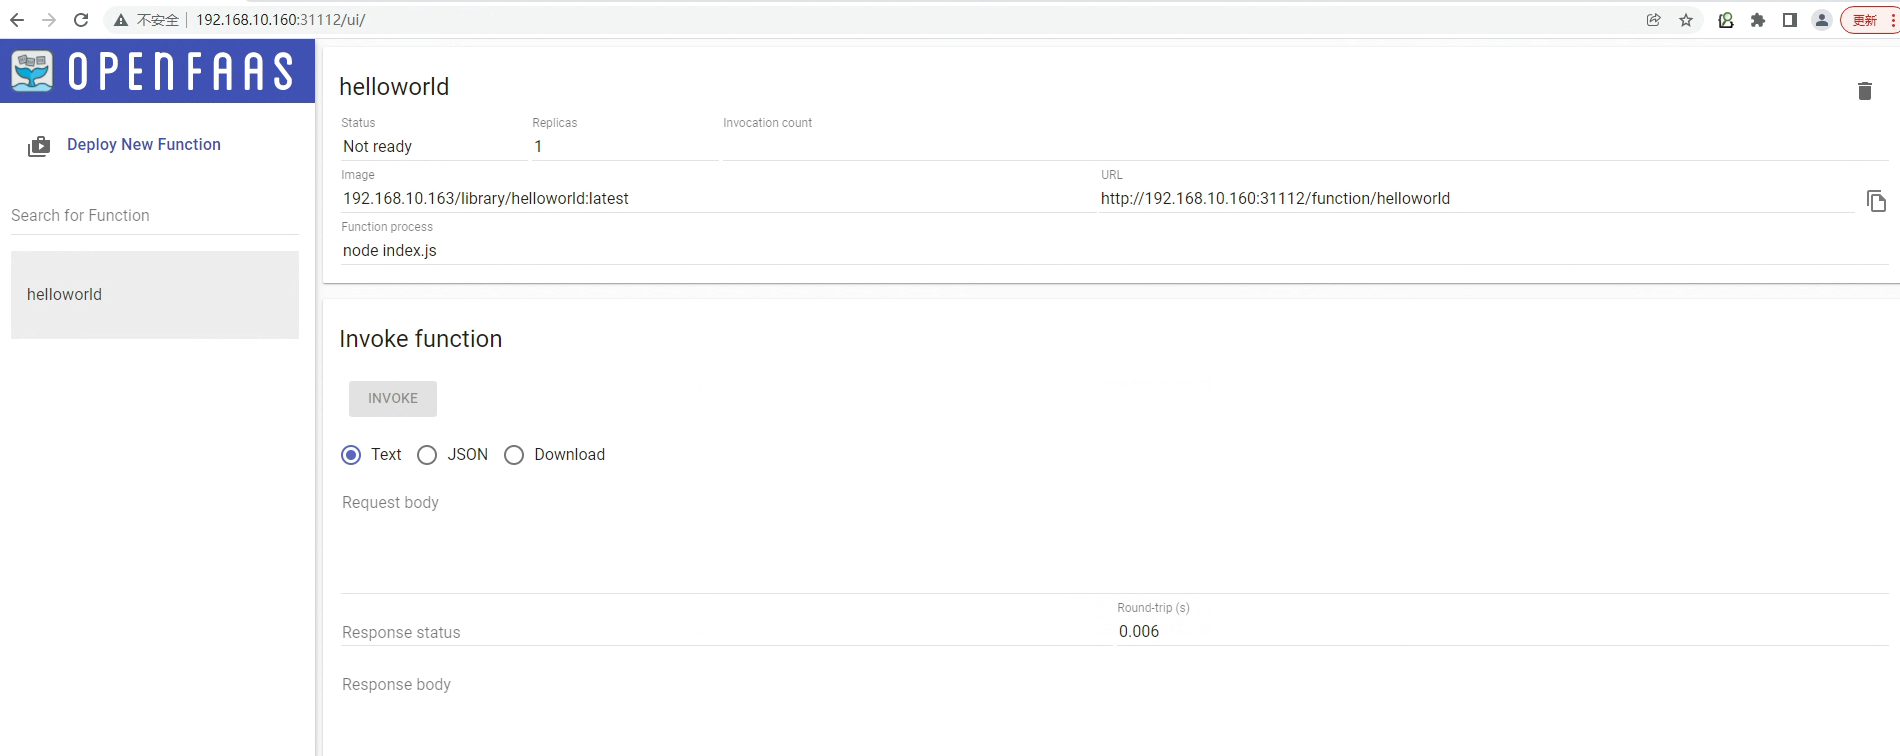 不安全 192.168.10.160:31112/ui/ 更新
OPENFAAS
Deploy New Function
Search for Function
helloworld
helloworld
Status Replicas Invocation count
Not ready 1
Image URL
192.168.10.163/library/helloworld:latest http://192.168.10.160:31112/function/helloworld
Function process
node index.js
Invoke function
INVOKE
Text JSON Download
Request body
Round-trip (s)
Response status 0.006
Response body